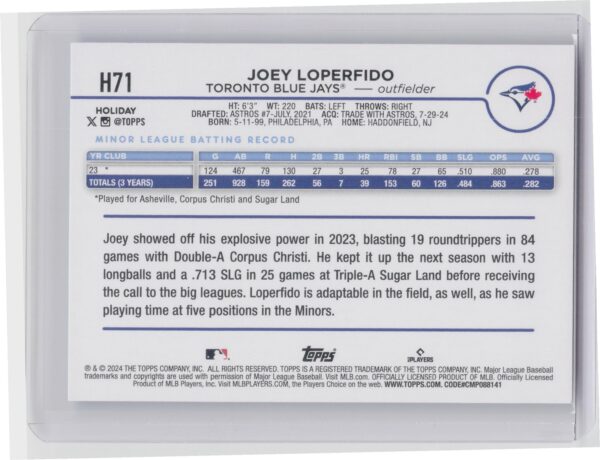 H71
JOEY LOPERFIDO
TORONTO BLUE JAYS® — outfielder
HOLIDAY
X @TOPPS
HT: 6'3" WT: 220 BATS: LEFT THROWS: RIGHT
DRAFTED: ASTROS #7-JULY, 2021 ACQ: TRADE WITH ASTROS, 7-29-24
BORN: 5-11-99, PHILADELPHIA, PA HOME: HADDONFIELD, NJ
MINOR LEAGUE BATTING RECORD
YR CLUB G AB R H 2B 3B HR RBI SB BB SLG OPS AVG
23 * 124 467 79 130 27 3 25 78 27 65 .510 .880 .278
TOTALS (3 YEARS) 251 928 159 262 56 7 39 153 60 126 .484 .863 .282
*Played for Asheville, Corpus Christi and Sugar Land
Joey showed off his explosive power in 2023, blasting 19 roundtrippers in 84
games with Double-A Corpus Christi. He kept it up the next season with 13
longballs and a .713 SLG in 25 games at Triple-A Sugar Land before receiving
the call to the big leagues. Loperfido is adaptable in the field, as well, as he saw
playing time at five positions in the Minors.
Topps
PLAYERS
® & © 2024 THE TOPPS COMPANY, INC. ALL RIGHTS RESERVED. TOPPS IS A REGISTERED TRADEMARK OF THE TOPPS COMPANY, INC. Major League Baseball
trademarks and copyrights are used with permission of Major League Baseball. Visit MLB.com. OFFICIALLY LICENSED PRODUCT OF MLB. Officially Licensed
Product of MLB Players, Inc. Visit MLBPLAYERS.COM, the Players Choice on the web. WWW.TOPPS.COM. CODE#CMP088141